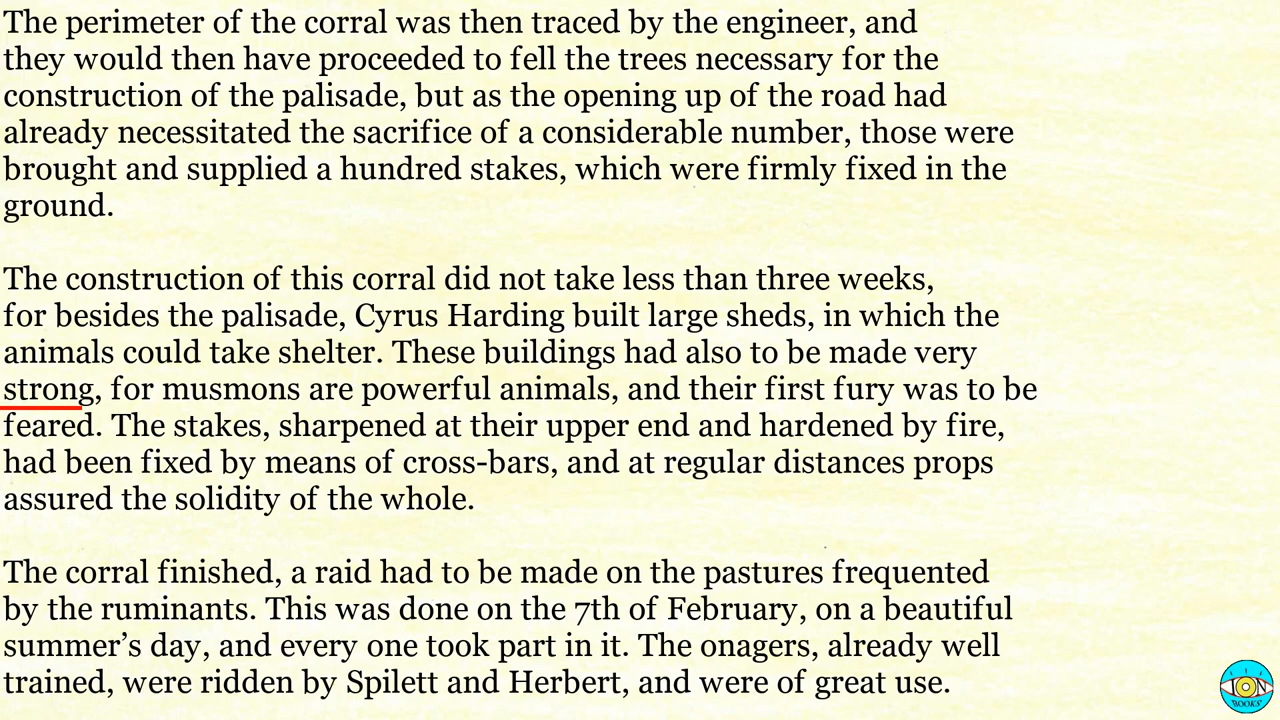 The perimeter of the corral was then traced by the engineer, and
they would then have proceeded to fell the trees necessary for the
construction of the palisade, but as the opening up of the road had
already necessitated the sacrifice of a considerable number, those were
brought and supplied a hundred stakes, which were firmly fixed in the
ground.
The construction of this corral did not take less than three weeks,
for besides the palisade, Cyrus Harding built large sheds, in which the
animals could take shelter. These buildings had also to be made very
strong, for musmons are powerful animals, and their first fury was to be
feared. The stakes, sharpened at their upper end and hardened by fire,
had been fixed by means of cross-bars, and at regular distances props
assured the solidity of the whole.
The corral finished, a raid had to be made on the pastures frequented
by the ruminants. This was done on the 7th of February, on a beautiful
summer’s day, and every one took part in it. The onagers, already well
trained, were ridden by Spilett and Herbert, and were of great use.
ION
BOOKS